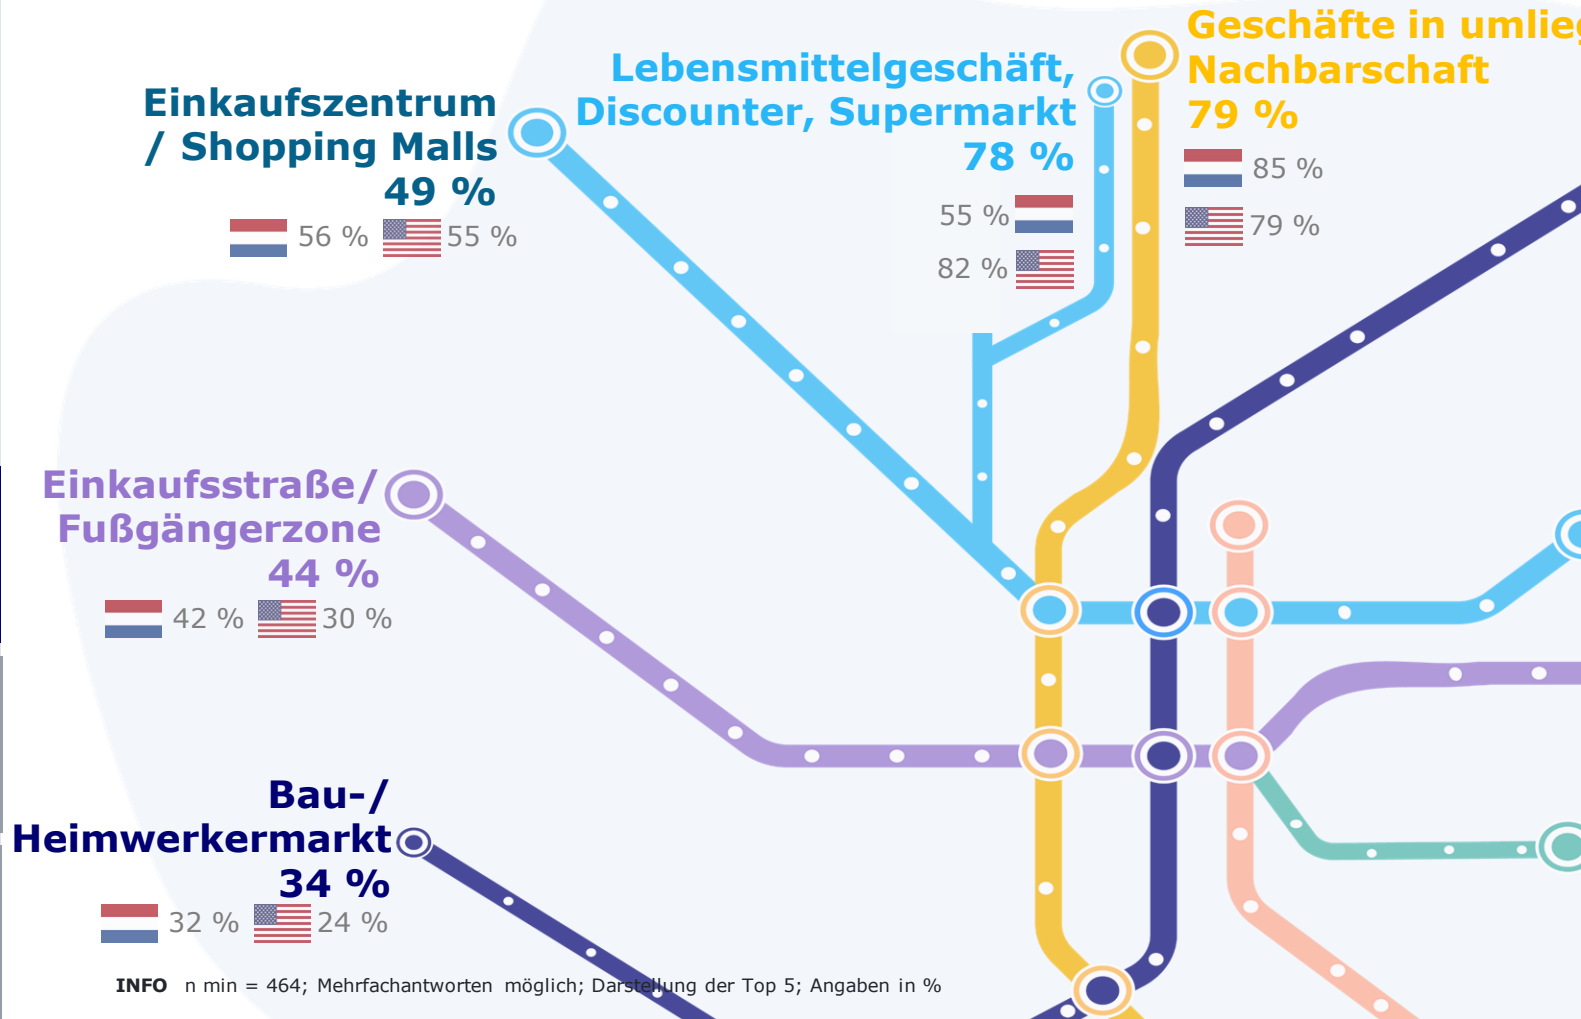 Geschäfte in umlieg
Nachbarschaft
79 %
85 %
79 %
Lebensmittelgeschäft,
Discounter, Supermarkt
78 %
55 %
82 %
Einkaufszentrum
/ Shopping Malls
49 %
56 % 55 %
Einkaufsstraße/
Fußgängerzone
44 %
42 % 30 %
Bau-/
Heimwerkermarkt
34 %
32 % 24 %
INFO n min = 464; Mehrfachantworten möglich; Darstellung der Top 5; Angaben in %